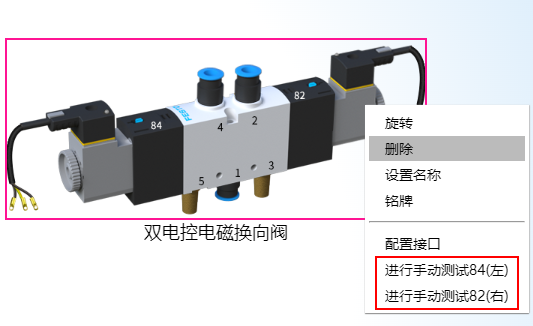 82
84
FESTO
4
2
5
1
3
双电控电磁换向阀
旋转
删除
设置名称
铭牌
配置接口
进行手动测试84(左)
进行手动测试82(右)